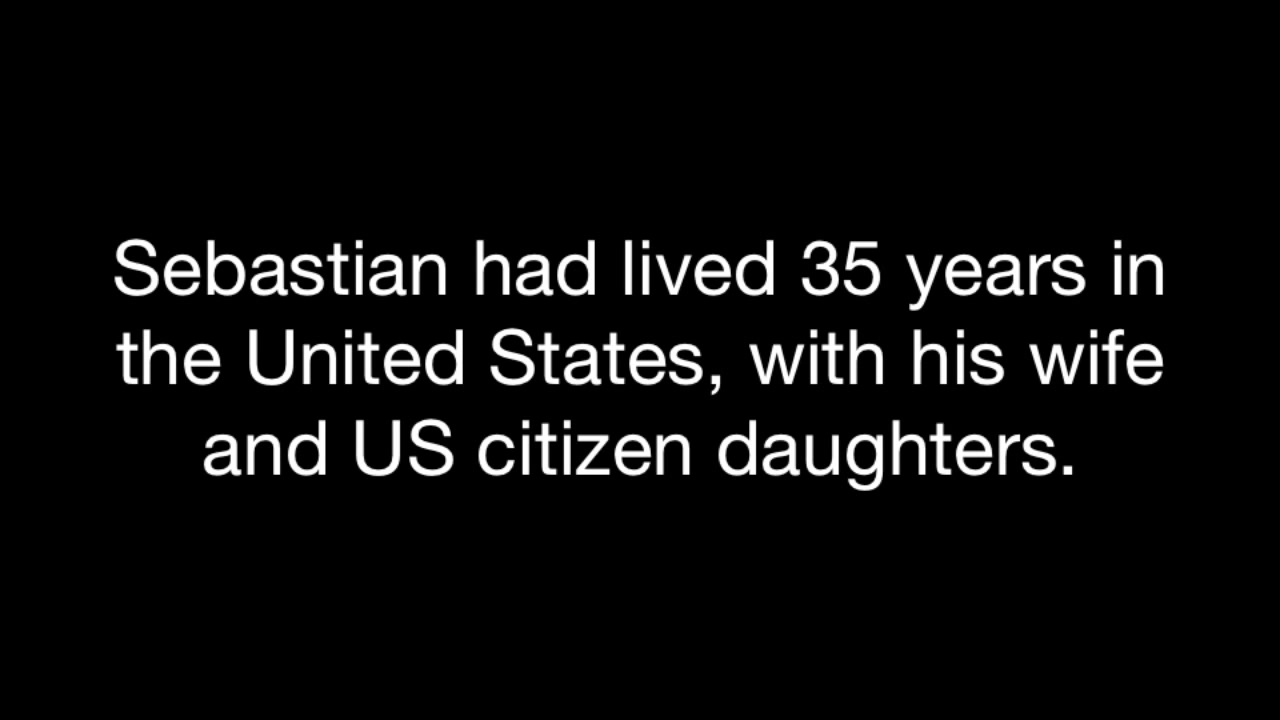 Sebastian had lived 35 years in
the United States, with his wife
and US citizen daughters.